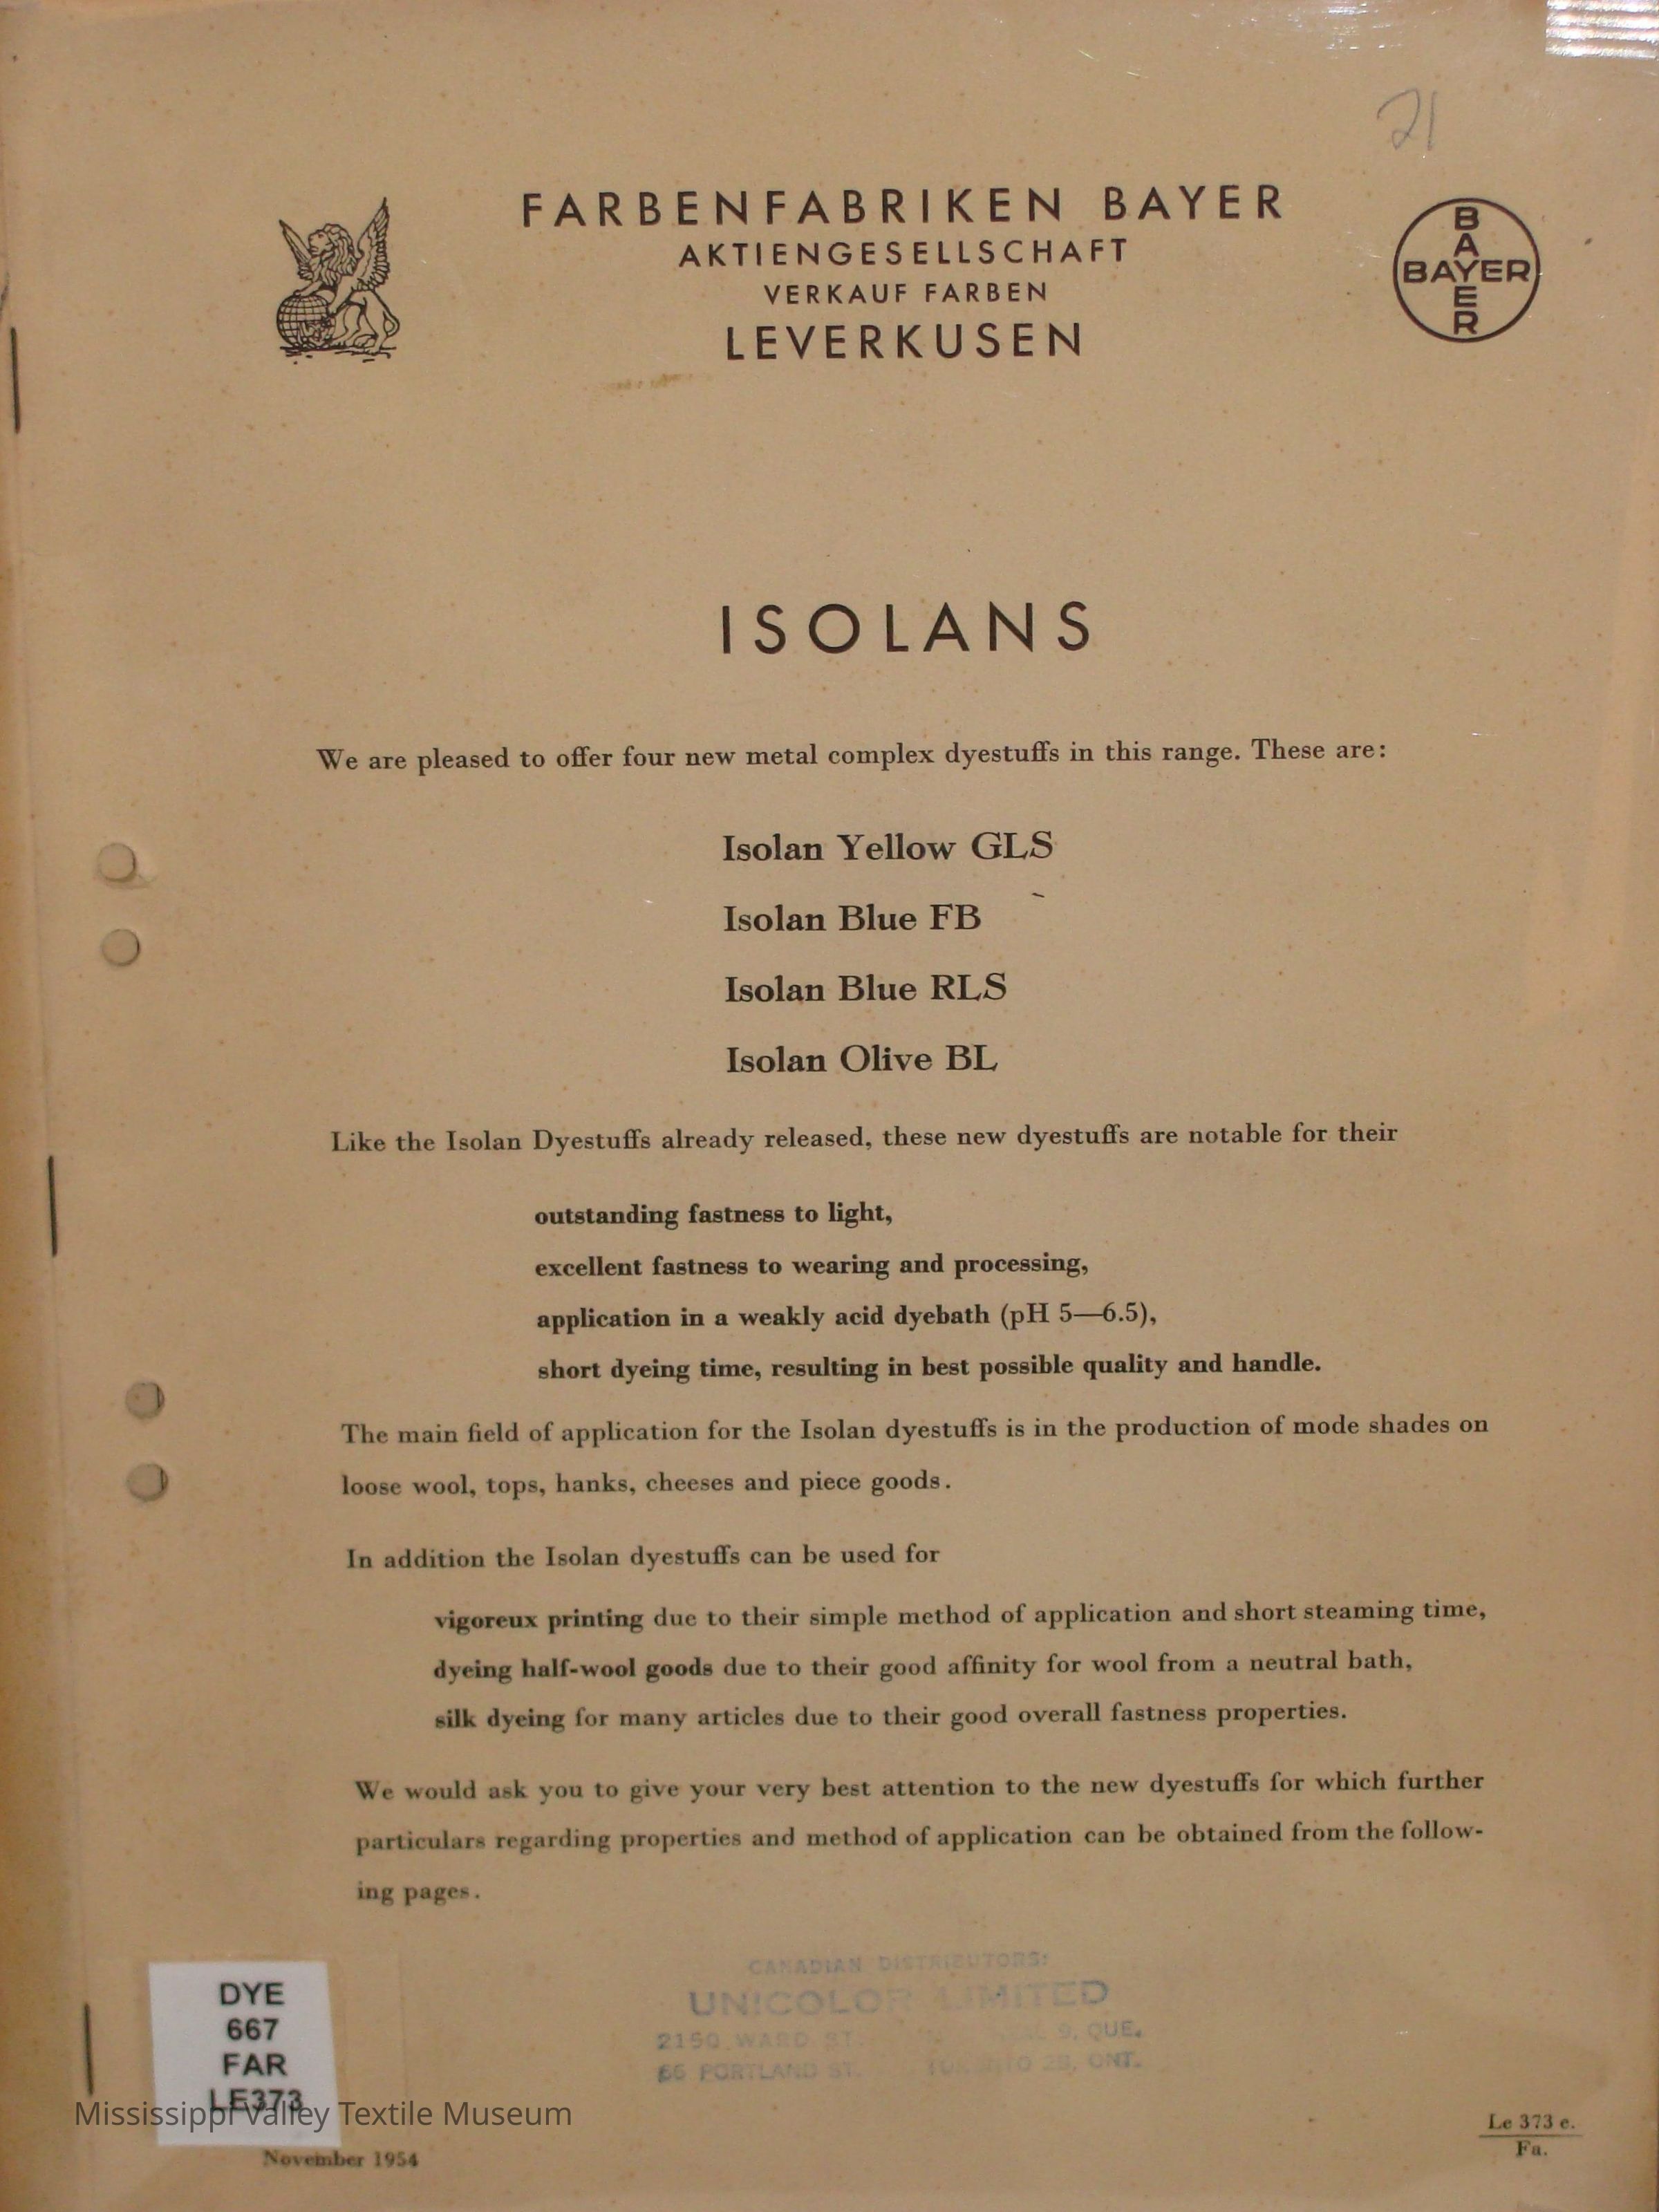 21
FARBENFABRIKEN BAYER
AKTIENGESELLSCHAFT
VERKAUF FARBEN
LEVERKUSEN
BAYER
BAYER
ISOLANS
We are pleased to offer four new metal complex dyestuffs in this range. These are:
Isolan Yellow GLS
Isolan Blue FB
Isolan Blue RLS
Isolan Olive BL
Like the Isolan Dyestuffs already released, these new dyestuffs are notable for their
outstanding fastness to light,
excellent fastness to wearing and processing,
application in a weakly acid dyebath (pH 5—6.5),
short dyeing time, resulting in best possible quality and handle.
The main field of application for the Isolan dyestuffs is in the production of mode shades on
loose wool, tops, hanks, cheeses and piece goods.
In addition the Isolan dyestuffs can be used for
vigoreux printing due to their simple method of application and short steaming time,
dyeing half-wool goods due to their good affinity for wool from a neutral bath,
silk dyeing for many articles due to their good overall fastness properties.
We would ask you to give your very best attention to the new dyestuffs for which further
particulars regarding properties and method of application can be obtained from the follow-
ing pages.
CANADIAN DISTRIBUTORS:
UNICOLOR LIMITED
2150 WARD ST. 9, QUE.
66 PORTLAND ST. TORONTO 2B, ONT.
DYE
667
FAR
LE373
Mississippi Valley Textile Museum
November 1954
Le 373 e.
Fa.